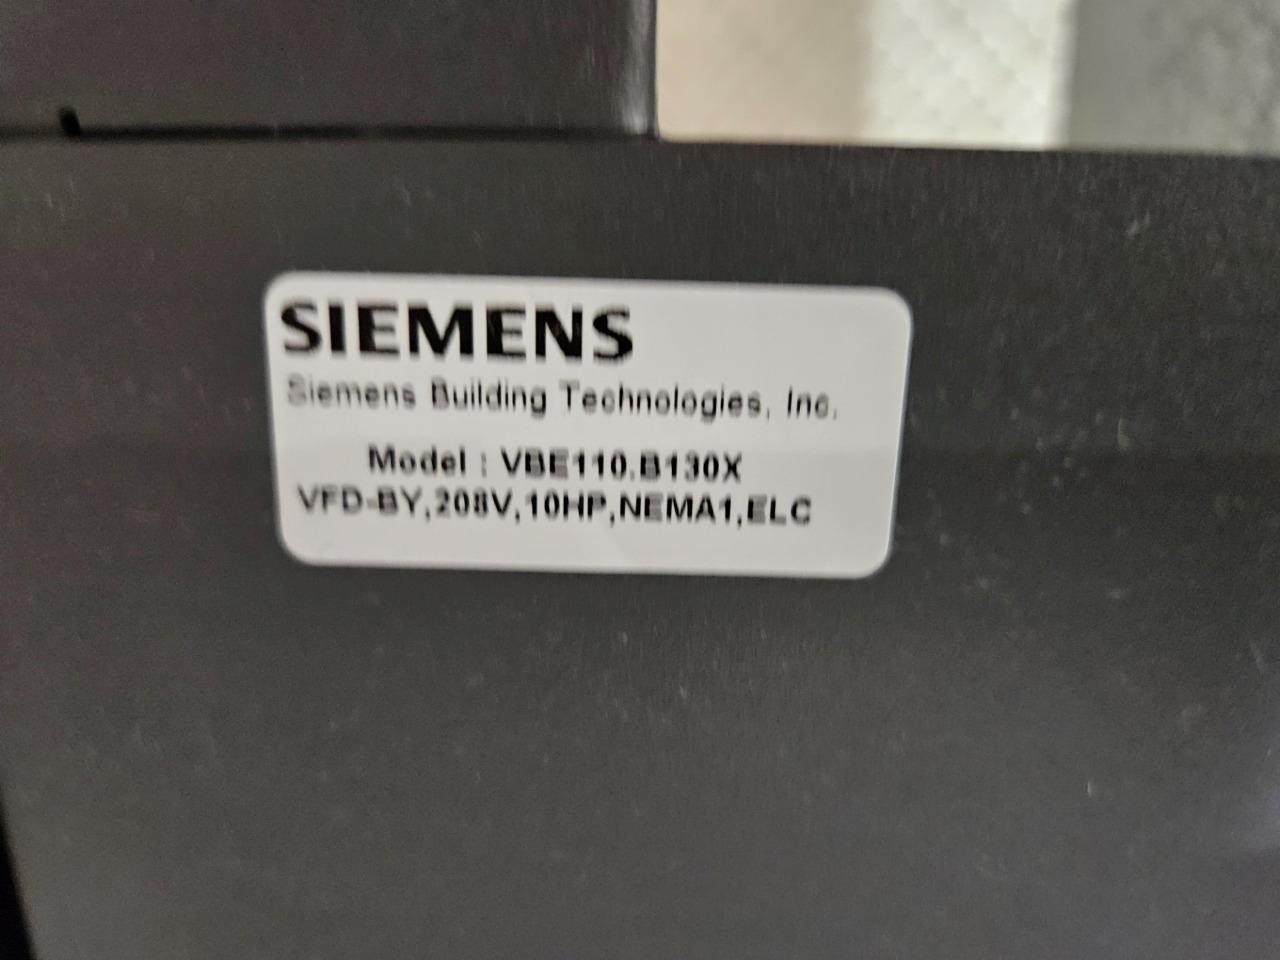 SIEMENS
Siemens Building Technologies, Inc.
Model : VBE110.B130X
VFD-BY,208V,10HP,NEMA1,ELC